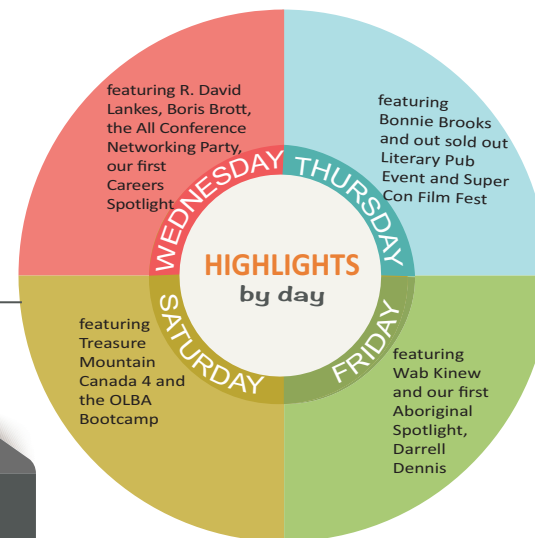 HIGHLIGHTS
by day
WEDNESDAY
featuring R. David
Lankes, Boris Brott,
the All Conference
Networking Party,
our first
Careers
Spotlight
THURSDAY
featuring
Bonnie Brooks
and out sold out
Literary Pub
Event and Super
Con Film Fest
FRIDAY
featuring
Wab Kinew
and our first
Aboriginal
Spotlight,
Darrell
Dennis
SATURDAY
featuring
Treasure
Mountain
Canada 4 and
the OLBA
Bootcamp